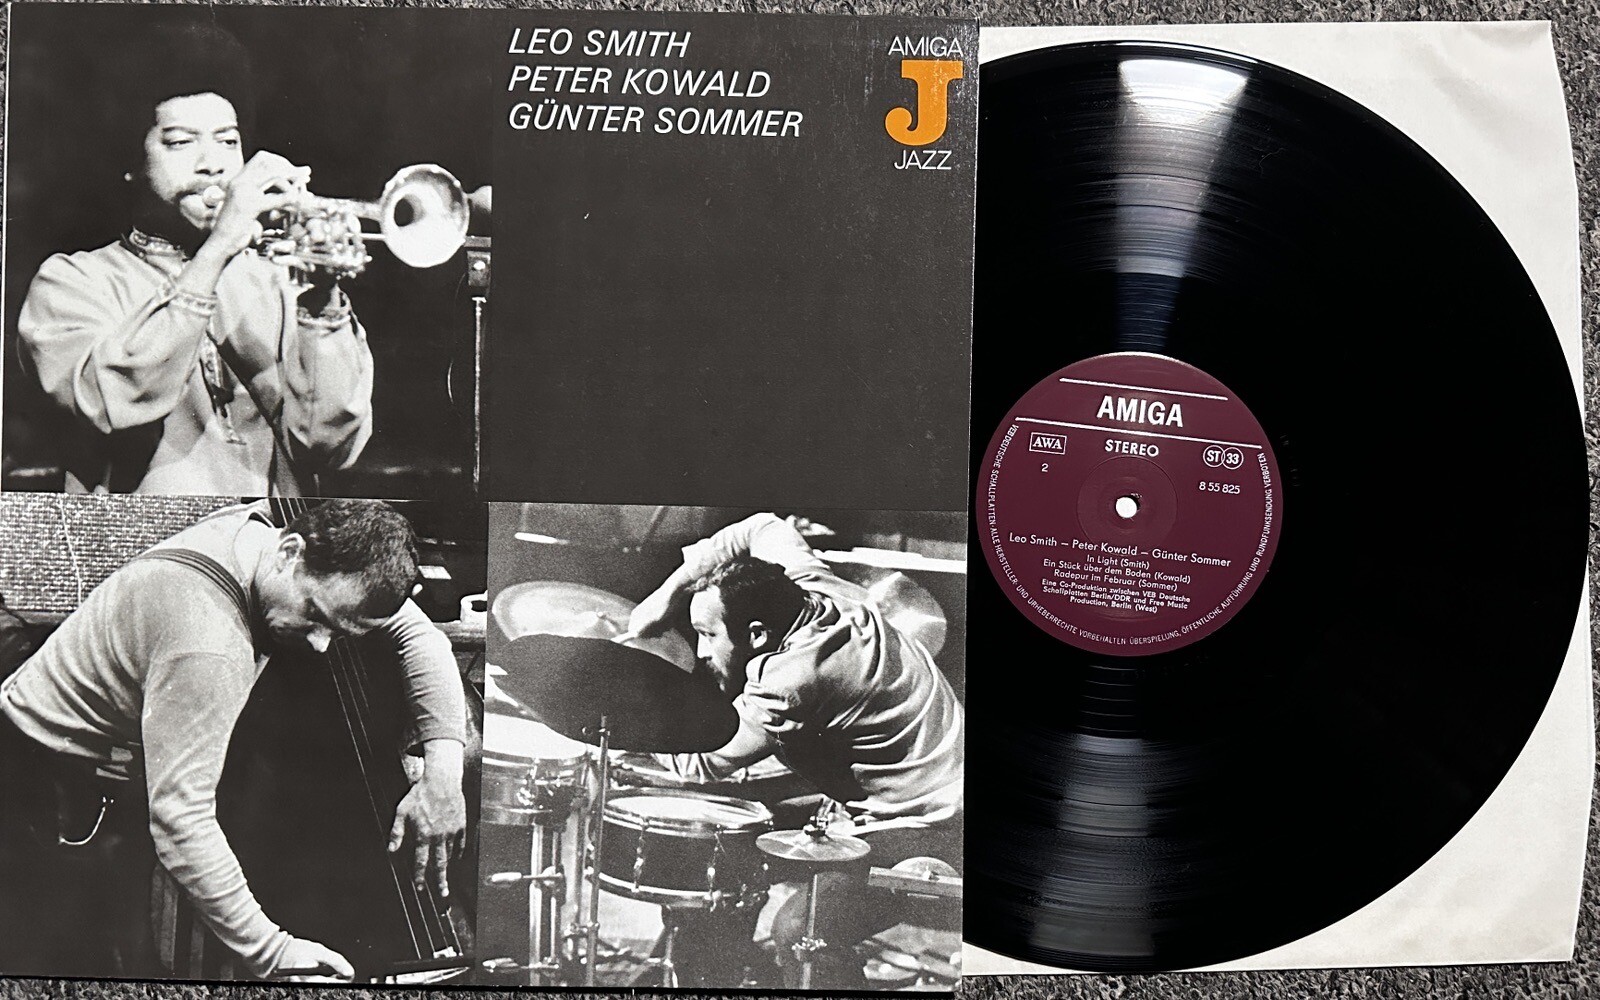 LEO SMITH
PETER KOWALD
GÜNTER SOMMER
AMIGA
J
JAZZ
AMIGA
AWA
STEREO
ST 33
2
8 55 825
Leo Smith – Peter Kowald – Günter Sommer
In Light (Smith)
Ein Stück über dem Boden (Kowald)
Radepur im Februar (Sommer)
Eine Co-Produktion zwischen VEB Deutsche
Schallplatten Berlin/DDR und Free Music
Production, Berlin (West)
VEB DEUTSCHE SCHALLPLATTEN · ALLE HERSTELLER- UND URHEBERRECHTE VORBEHALTEN · ÜBERSPIELUNG, ÖFFENTLICHE AUFFÜHRUNG UND RUNDFUNKSENDUNG VERBOTEN